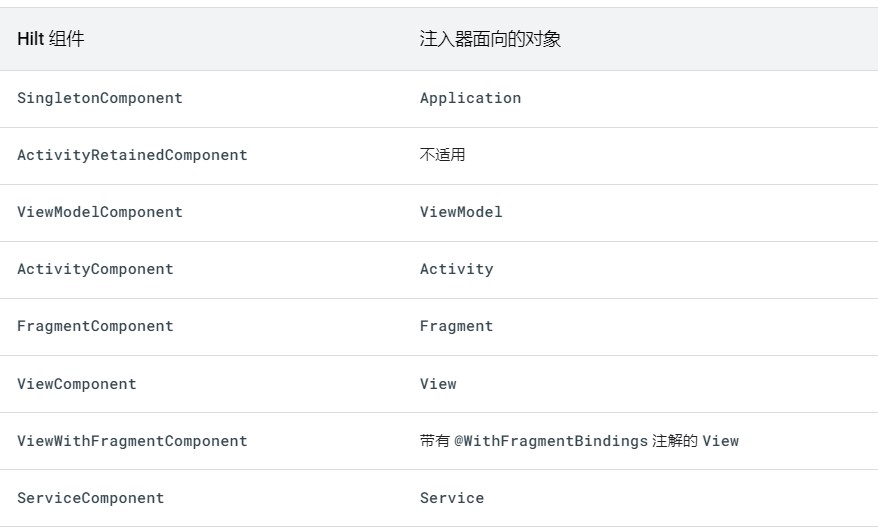 Hilt 组件 注入器面向的对象
SingletonComponent Application
ActivityRetainedComponent 不适用
ViewModelComponent ViewModel
ActivityComponent Activity
FragmentComponent Fragment
ViewComponent View
ViewWithFragmentComponent 带有 @WithFragmentBindings 注解的 View
ServiceComponent Service